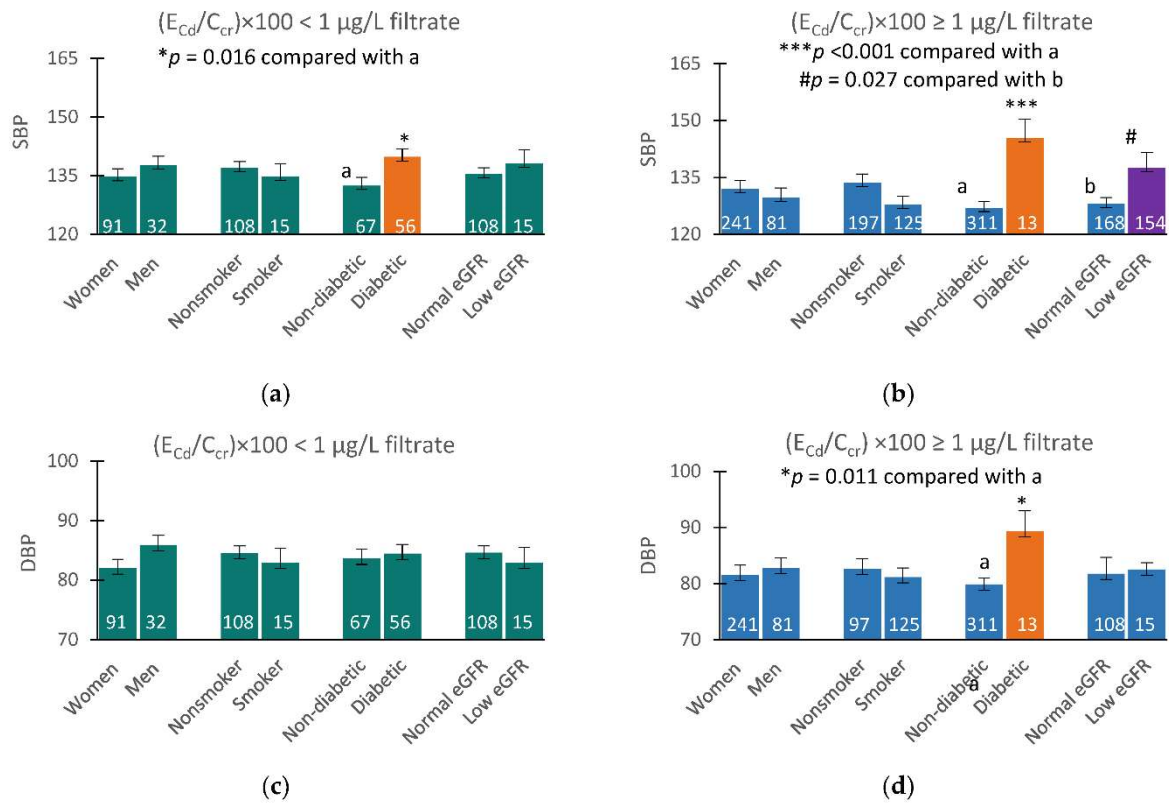 (E_Cd/C_cr)×100 < 1 µg/L filtrate
*p = 0.016 compared with a
SBP
165
150
135
120
a
*
91 32 108 15 67 56 108 15
Women Men Nonsmoker Smoker Non-diabetic Diabetic Normal eGFR Low eGFR
(a)
(E_Cd/C_cr)×100 ≥ 1 µg/L filtrate
***p <0.001 compared with a
#p = 0.027 compared with b
SBP
165
150
135
120
a
***
b
#
241 81 197 125 311 13 168 154
Women Men Nonsmoker Smoker Non-diabetic Diabetic Normal eGFR Low eGFR
(b)
(E_Cd/C_cr)×100 < 1 µg/L filtrate
DBP
100
90
80
70
91 32 108 15 67 56 108 15
Women Men Nonsmoker Smoker Non-diabetic Diabetic Normal eGFR Low eGFR
(c)
(E_Cd/C_cr) ×100 ≥ 1 µg/L filtrate
*p = 0.011 compared with a
DBP
100
90
80
70
a
*
241 81 97 125 311 13 108 15
Women Men Nonsmoker Smoker Non-diabetic Diabetic Normal eGFR Low eGFR
a
(d)